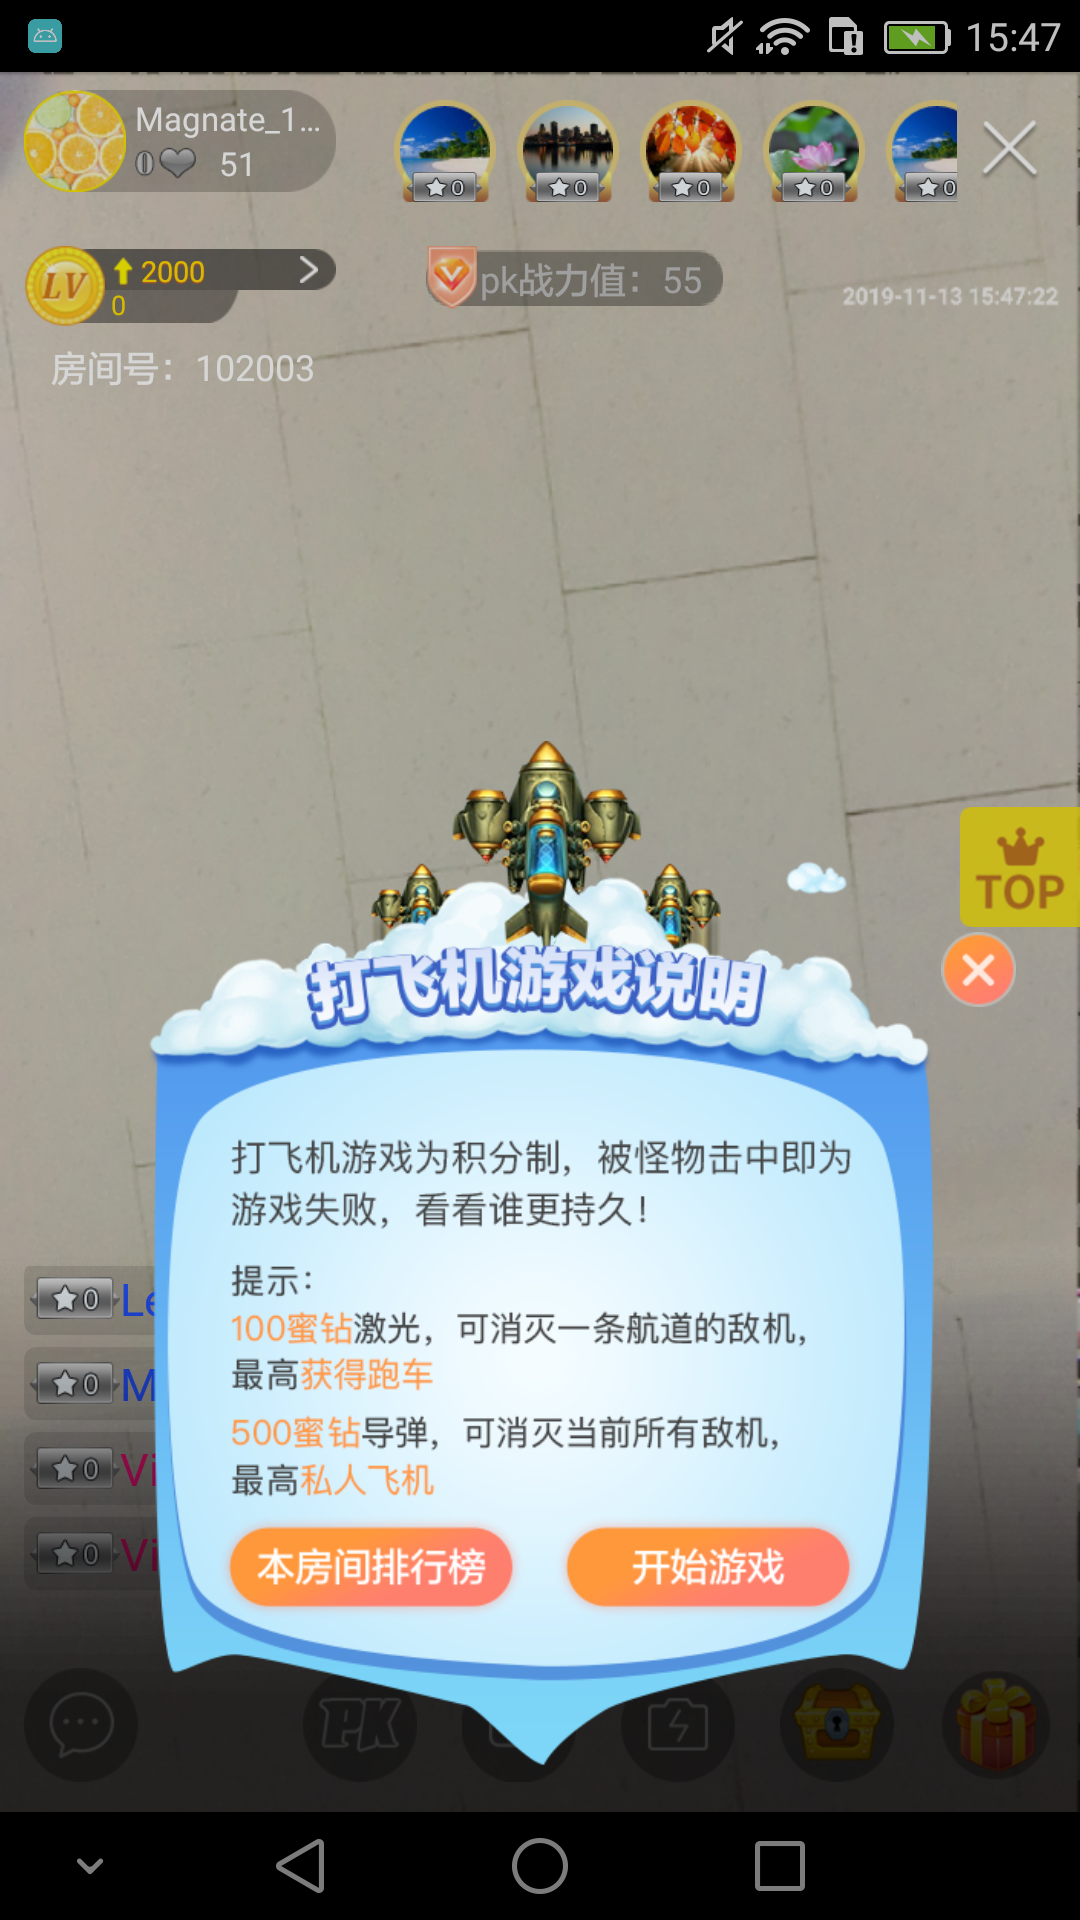 15:47
Magnate_1...
0 51
0 0 0 0 0
LV 2000
0
pk战力值：55
2019-11-13 15:47:22
房间号：102003
TOP
打飞机游戏说明
打飞机游戏为积分制，被怪物击中即为
游戏失败，看看谁更持久！
提示：
100蜜钻激光，可消灭一条航道的敌机，
最高获得跑车
500蜜钻导弹，可消灭当前所有敌机，
最高私人飞机
0 Le
0 M
0 Vi
0 Vi
本房间排行榜 开始游戏
PK